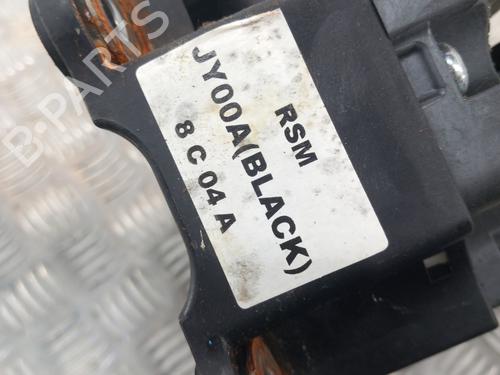 RSM
JY00A(BLACK)
8 C 04 A
B-PARTS